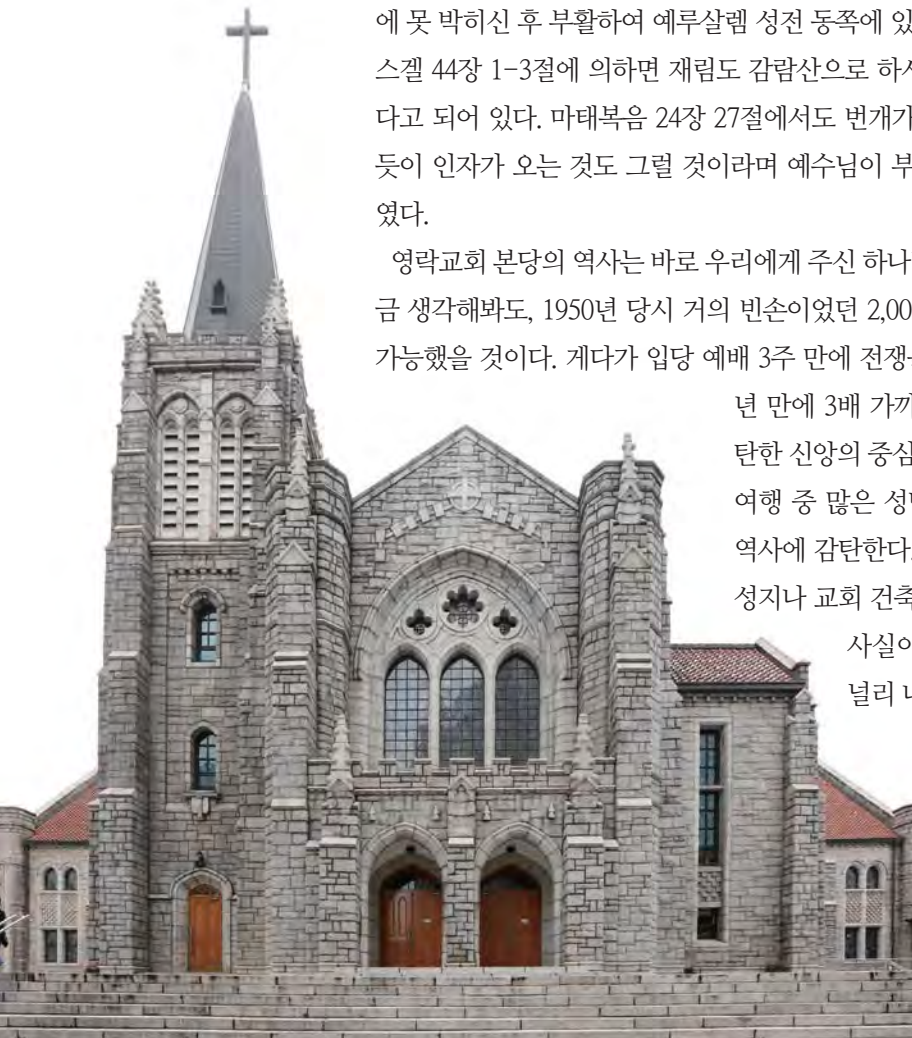 에 못 박히신 후 부활하여 예루살렘 성전 동쪽에 있
스겔 44장 1-3절에 의하면 재림도 감람산으로 하시
다고 되어 있다. 마태복음 24장 27절에서도 번개가
듯이 인자가 오는 것도 그럴 것이라며 예수님이 부
였다.
영락교회 본당의 역사는 바로 우리에게 주신 하나
금 생각해봐도, 1950년 당시 거의 빈손이었던 2,00
가능했을 것이다. 게다가 입당 예배 3주 만에 전쟁
년 만에 3배 가까
탄한 신앙의 중심
여행 중 많은
역사에 감탄한다.
성지나 교회 건축
사실이
널리